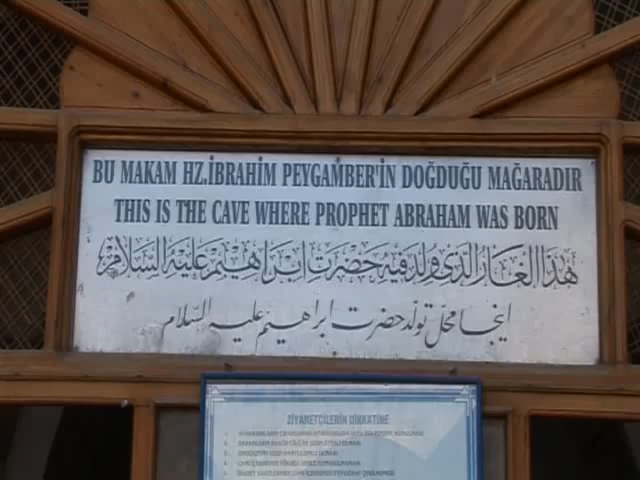 BU MAKAM HZ.İBRAHİM PEYGAMBER'İN DOĞDUĞU MAĞARADIR
THIS IS THE CAVE WHERE PROPHET ABRAHAM WAS BORN
هذا الغار الذي ولد فيه حضرت ابراهيم عليه السلام
اينجا محل تولد حضرت ابراهيم عليه السلام
ZİYARETÇİLERİN DİKKATİNE